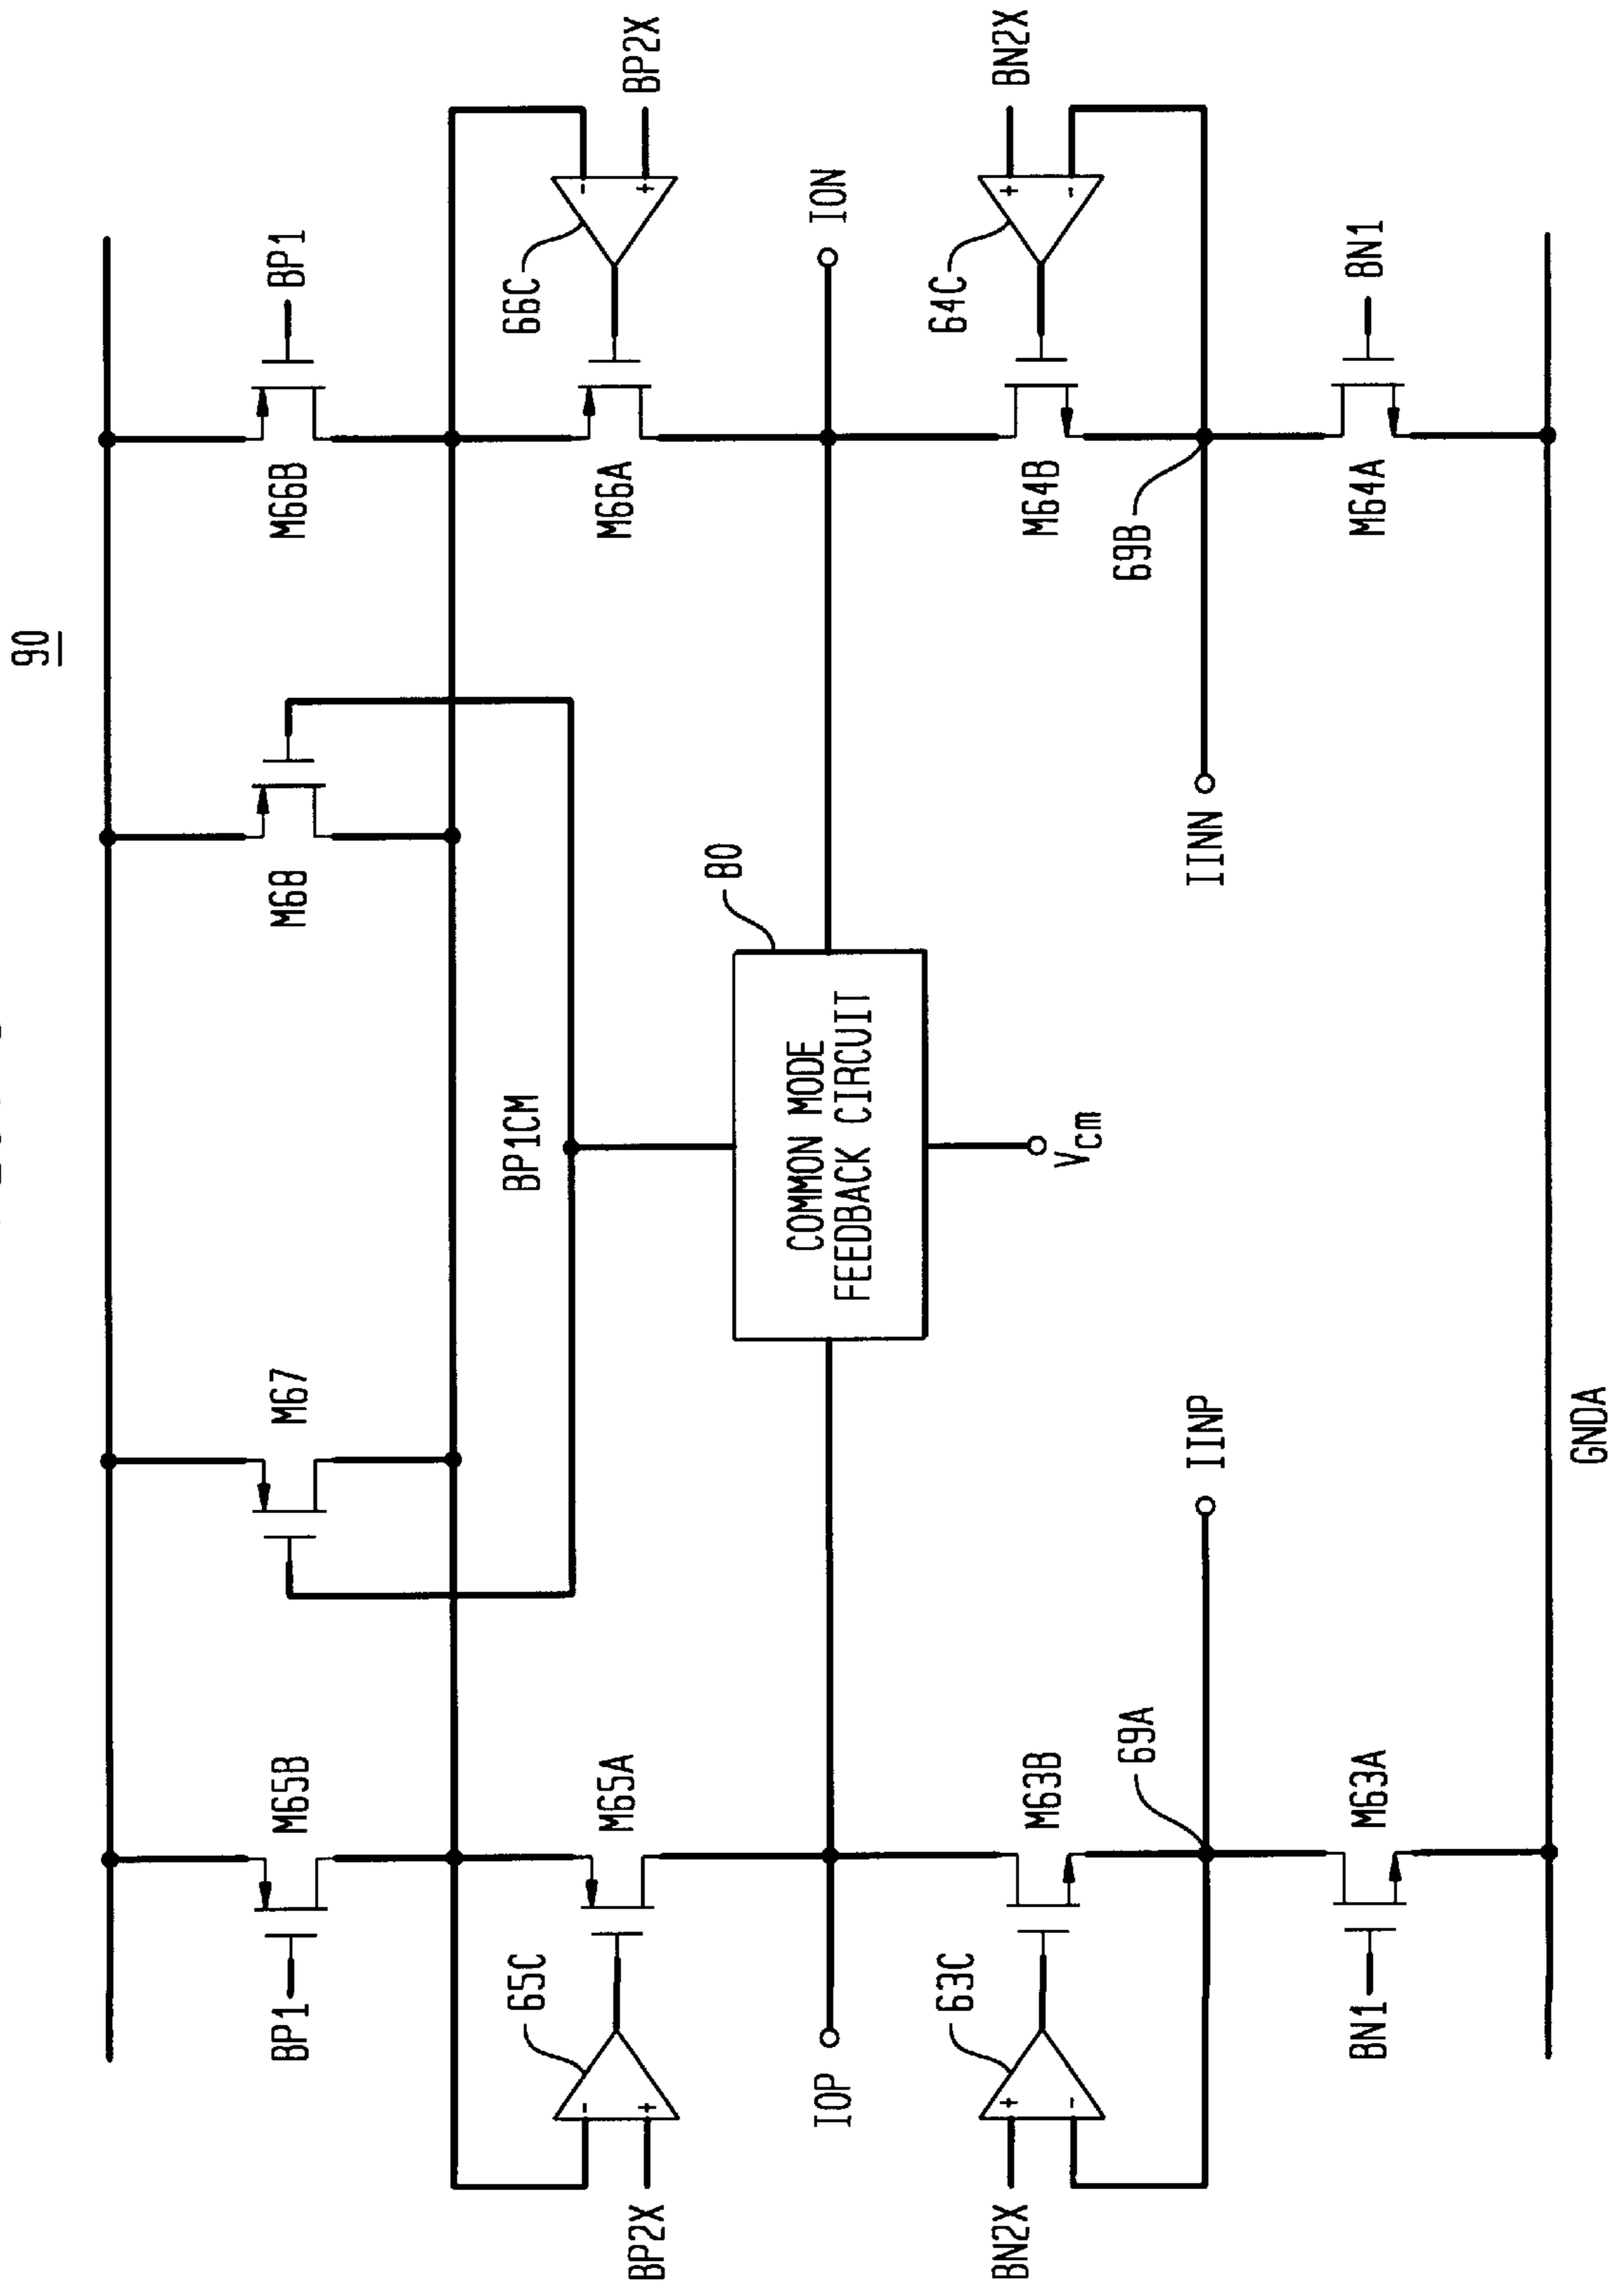 90
BP1
M65B
M67
M68
M66B
BP1
65C
BP1CM
66C
M65A
M66A
BP2X
BP2X
80
COMMON MODE
FEEDBACK CIRCUIT
IOP
ION
63C
64C
BN2X
BN2X
M63B
M64B
Vcm
69A
69B
IINP
IINN
BN1
M63A
M64A
BN1
GNDA